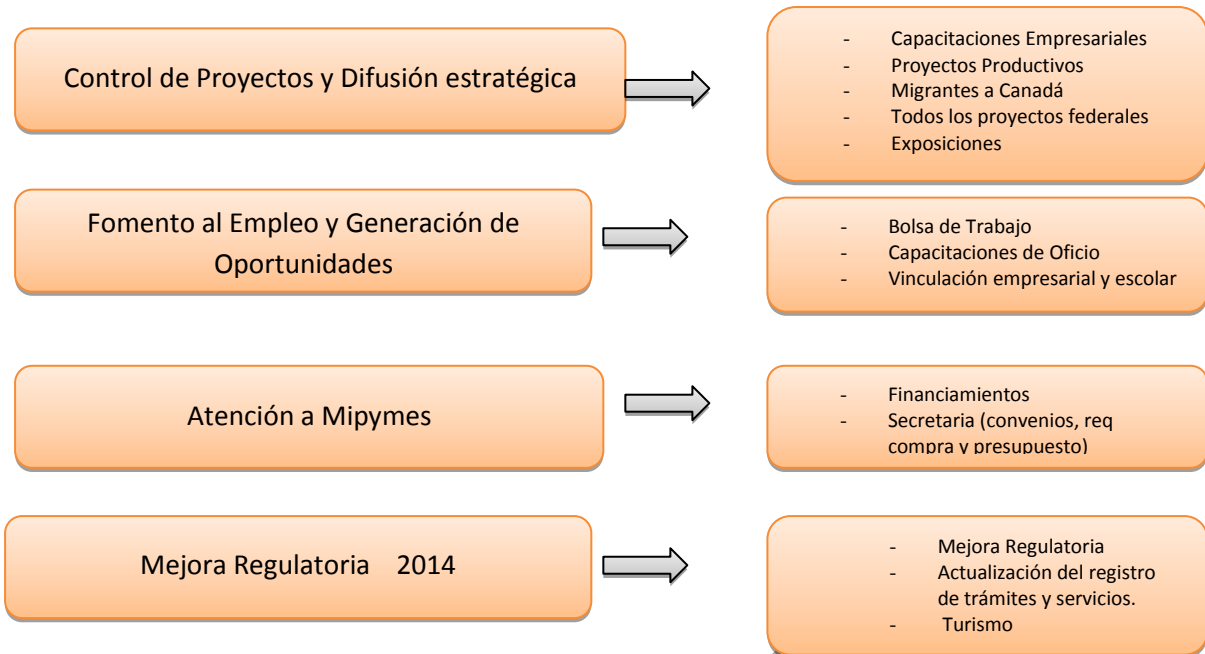 Control de Proyectos y Difusión estratégica
- Capacitaciones Empresariales
- Proyectos Productivos
- Migrantes a Canadá
- Todos los proyectos federales
- Exposiciones
Fomento al Empleo y Generación de
Oportunidades
- Bolsa de Trabajo
- Capacitaciones de Oficio
- Vinculación empresarial y escolar
Atención a Mipymes
- Financiamientos
- Secretaria (convenios, req
compra y presupuesto)
Mejora Regulatoria 2014
- Mejora Regulatoria
- Actualización del registro
de trámites y servicios.
- Turismo